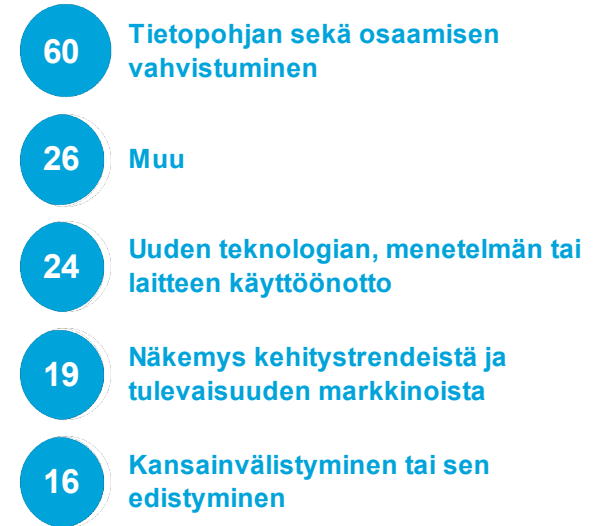 60
Tietopohjan sekä osaamisen
vahvistuminen
26
Muu
24
Uuden teknologian, menetelmän tai
laitteen käyttöönotto
19
Näkemys kehitystrendeistä ja
tulevaisuuden markkinoista
16
Kansainvälistyminen tai sen
edistyminen